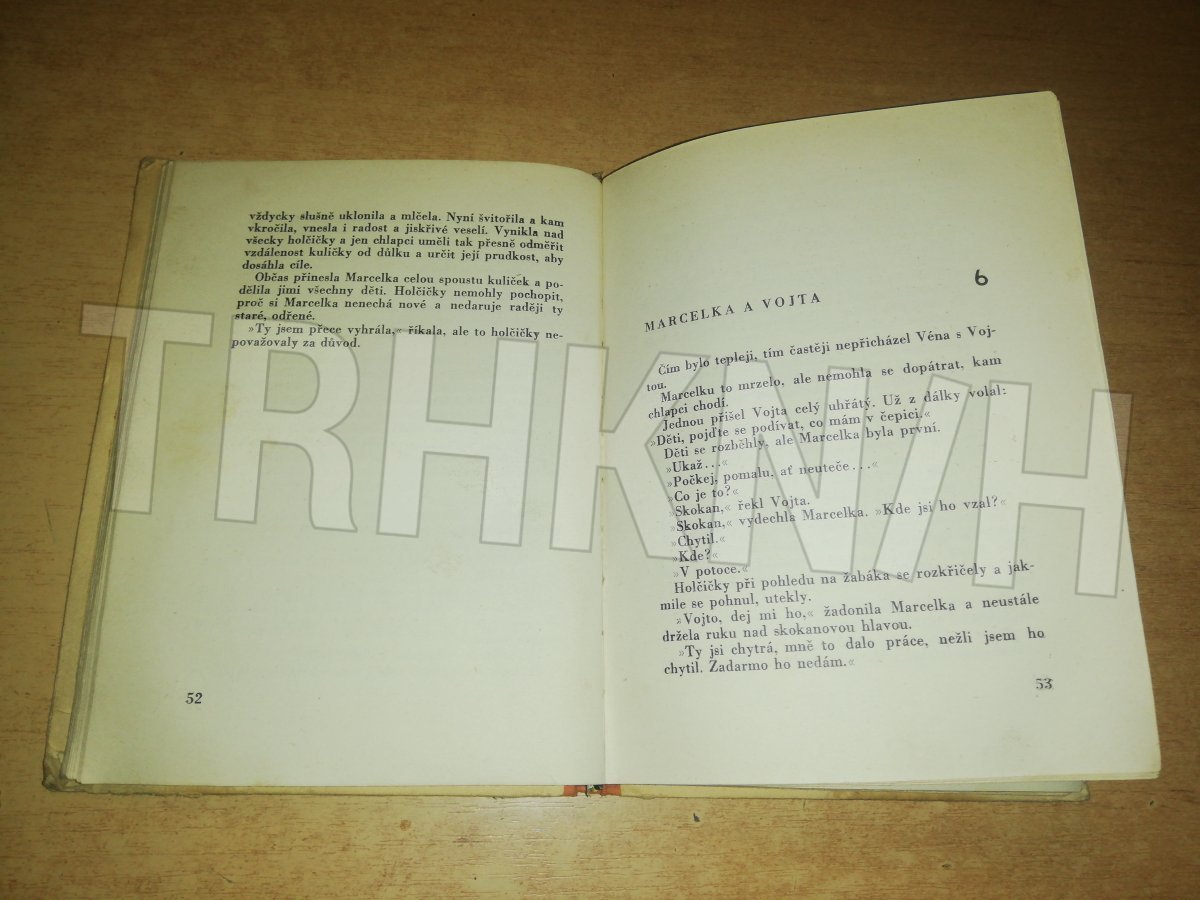 vždycky slušně uklonila a mlčela. Nyní švitořila a kam
vkročila, vnesla i radost a jiskřivé veselí. Vynikla nad
všecky holčičky a jen chlapci uměli tak přesně odměřit
vzdálenost kuličky od důlku a určit její prudkost, aby
dosáhla cíle.
Občas přinesla Marcelka celou spoustu kuliček a po-
dělila jimi všechny děti. Holčičky nemohly pochopit,
proč si Marcelka nenechá nové a nedaruje raději ty
staré, odřené.
»Ty jsem přece vyhrála,« říkala, ale to holčičky ne-
považovaly za důvod.
52
6
MARCELKA A VOJTA
Čím bylo tepleji, tím častěji nepřicházel Véna s Voj-
tou.
Marcelku to mrzelo, ale nemohla se dopátrat, kam
chlapci chodí.
Jednou přišel Vojta celý uhřátý. Už z dálky volal:
»Děti, pojďte se podívat, co mám v čepici.«
Děti se rozběhly, ale Marcelka byla první.
»Ukaž...«
»Počkej, pomalu, ať neuteče...«
»Co je to?«
»Skokan,« řekl Vojta.
»Skokan,« vydechla Marcelka. »Kde jsi ho vzal?«
»Chytil.«
»Kde?«
»V potoce.«
Holčičky při pohledu na žabáka se rozkřičely a jak-
mile se pohnul, utekly.
»Vojto, dej mi ho,« žadonila Marcelka a neustále
držela ruku nad skokanovou hlavou.
»Ty jsi chytrá, mně to dalo práce, nežli jsem ho
chytil. Zadarmo ho nedám.«
53
TRHKNIH